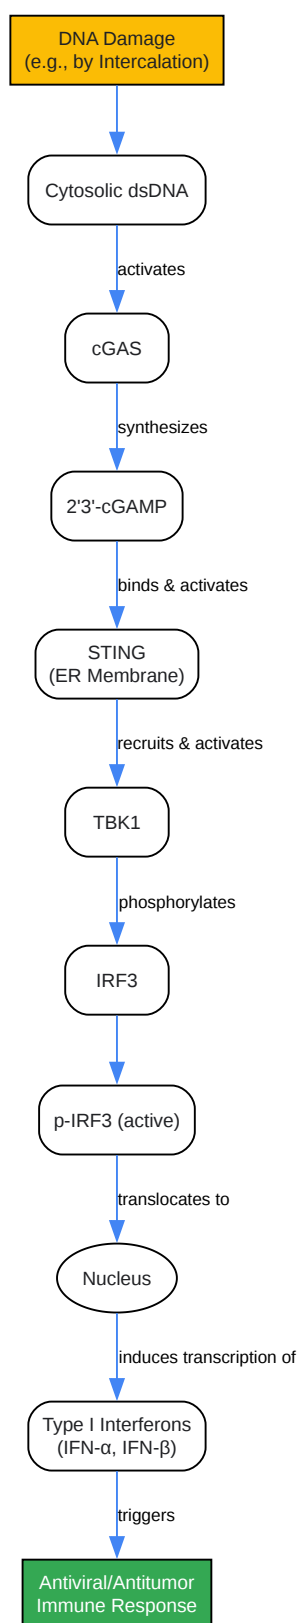 DNA Damage
(e.g., by Intercalation)
Cytosolic dsDNA
activates
cGAS
synthesizes
2'3'-cGAMP
binds & activates
STING
(ER Membrane)
recruits & activates
TBK1
phosphorylates
IRF3
p-IRF3 (active)
translocates to
Nucleus
induces transcription of
Type I Interferons
(IFN-α, IFN-β)
triggers
Antiviral/Antitumor
Immune Response